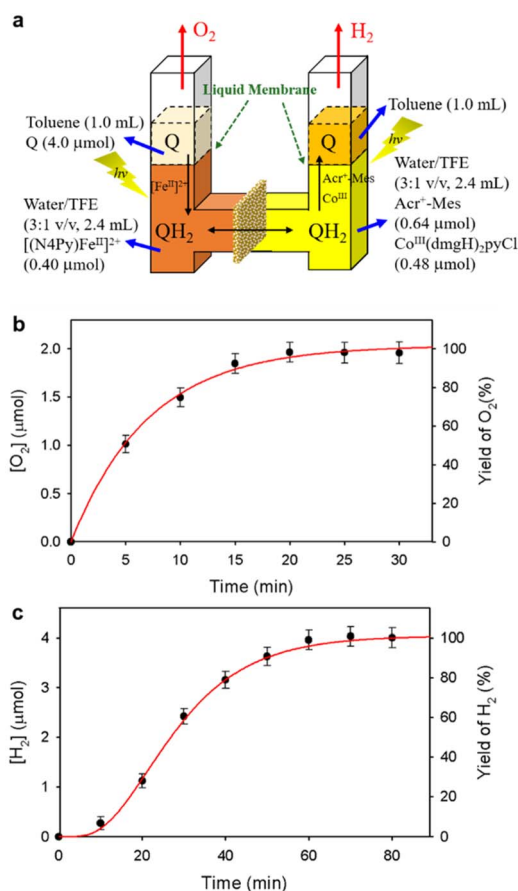 a
O₂
H₂
Liquid Membrane
Toluene (1.0 mL)
Q (4.0 μmol)
Q
Q
Toluene (1.0 mL)
hν
[Feᴵᴵ]²⁺
Acr⁺-Mes
Coᴵᴵᴵ
hν
Water/TFE
(3:1 v/v, 2.4 mL)
[(N4Py)Feᴵᴵ]²⁺
(0.40 μmol)
QH₂
QH₂
Water/TFE
(3:1 v/v, 2.4 mL)
Acr⁺-Mes
(0.64 μmol)
Coᴵᴵᴵ(dmgH)₂pyCl
(0.48 μmol)
b
[O₂] (μmol)
2.0
1.5
1.0
0.5
0.0
100
80
60
40
20
0
Yield of O₂(%)
0 5 10 15 20 25 30
Time (min)
c
[H₂] (μmol)
4
3
2
1
0
100
80
60
40
20
0
Yield of H₂ (%)
0 20 40 60 80
Time (min)